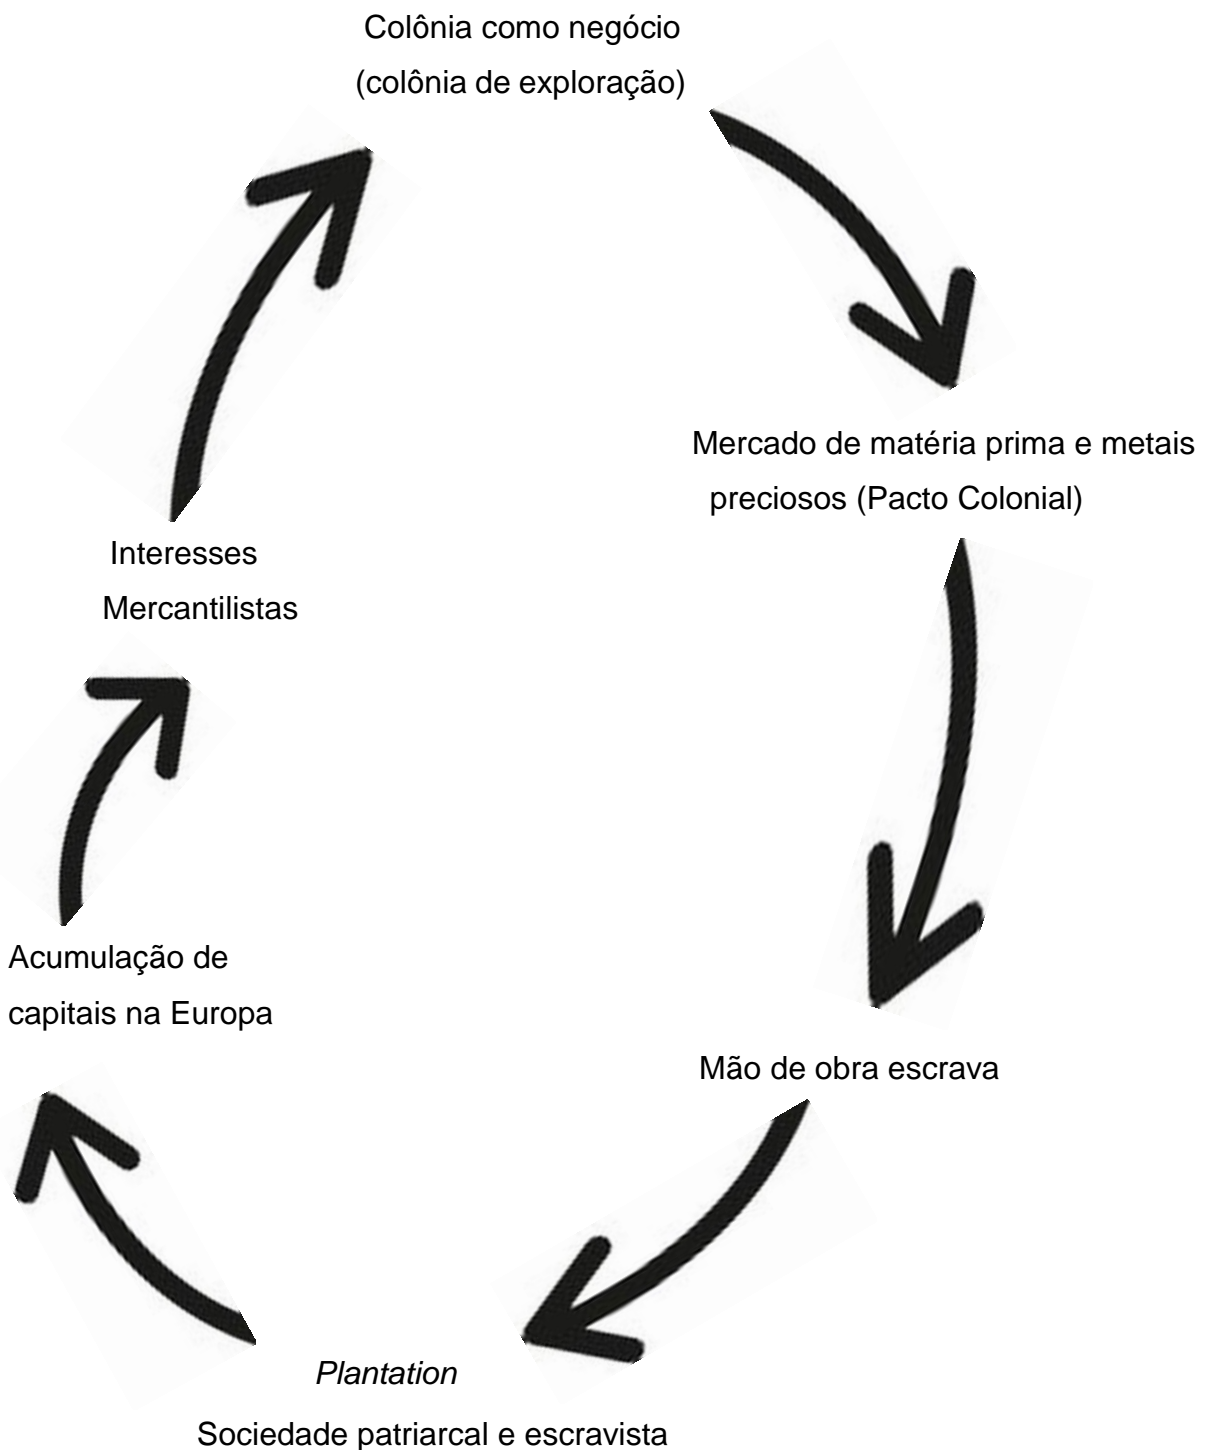 Colônia como negócio
(colônia de exploração)
Mercado de matéria prima e metais
preciosos (Pacto Colonial)
Interesses
Mercantilistas
Acumulação de
capitais na Europa
Mão de obra escrava
Plantation
Sociedade patriarcal e escravista